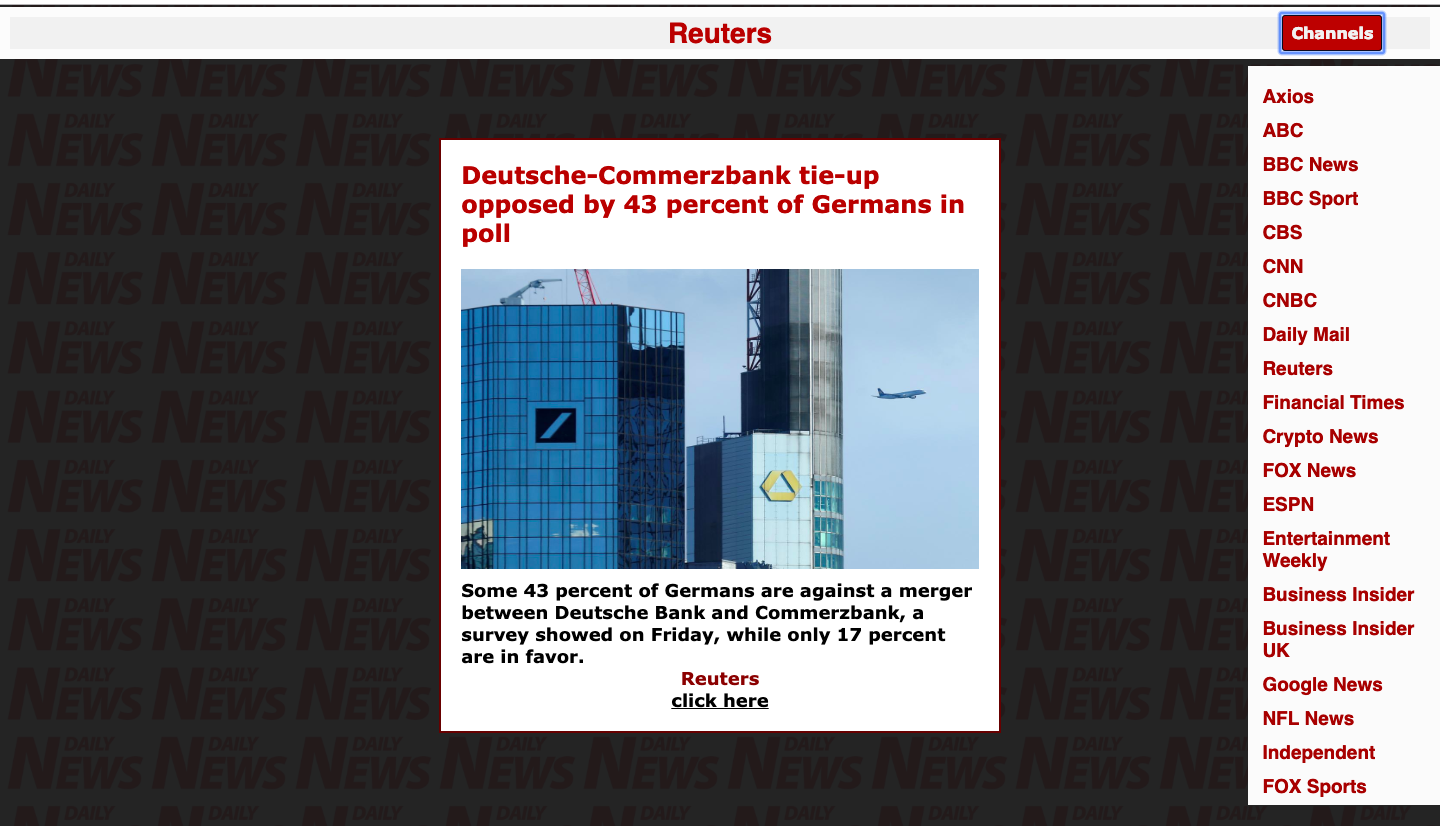 Reuters
Channels
Deutsche-Commerzbank tie-up
opposed by 43 percent of Germans in
poll
Some 43 percent of Germans are against a merger
between Deutsche Bank and Commerzbank, a
survey showed on Friday, while only 17 percent
are in favor.
Reuters
click here
Axios
ABC
BBC News
BBC Sport
CBS
CNN
CNBC
Daily Mail
Reuters
Financial Times
Crypto News
FOX News
ESPN
Entertainment
Weekly
Business Insider
Business Insider
UK
Google News
NFL News
Independent
FOX Sports
DAILY
NEWS